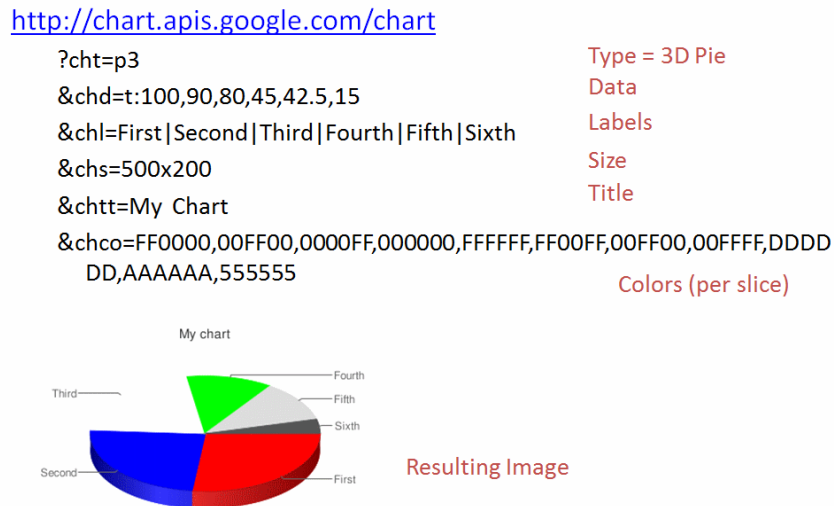 http://chart.apis.google.com/chart
?cht=p3
Type = 3D Pie
&chd=t:100,90,80,45,42.5,15
Data
&chl=First|Second|Third|Fourth|Fifth|Sixth
Labels
&chs=500x200
Size
&chtt=My Chart
Title
&chco=FF0000,00FF00,0000FF,000000,FFFFFF,FF00FF,00FF00,00FFFF,DDDD
DD,AAAAAA,555555
Colors (per slice)
My chart
Fourth
Third
Fifth
Sixth
Second
First
Resulting Image